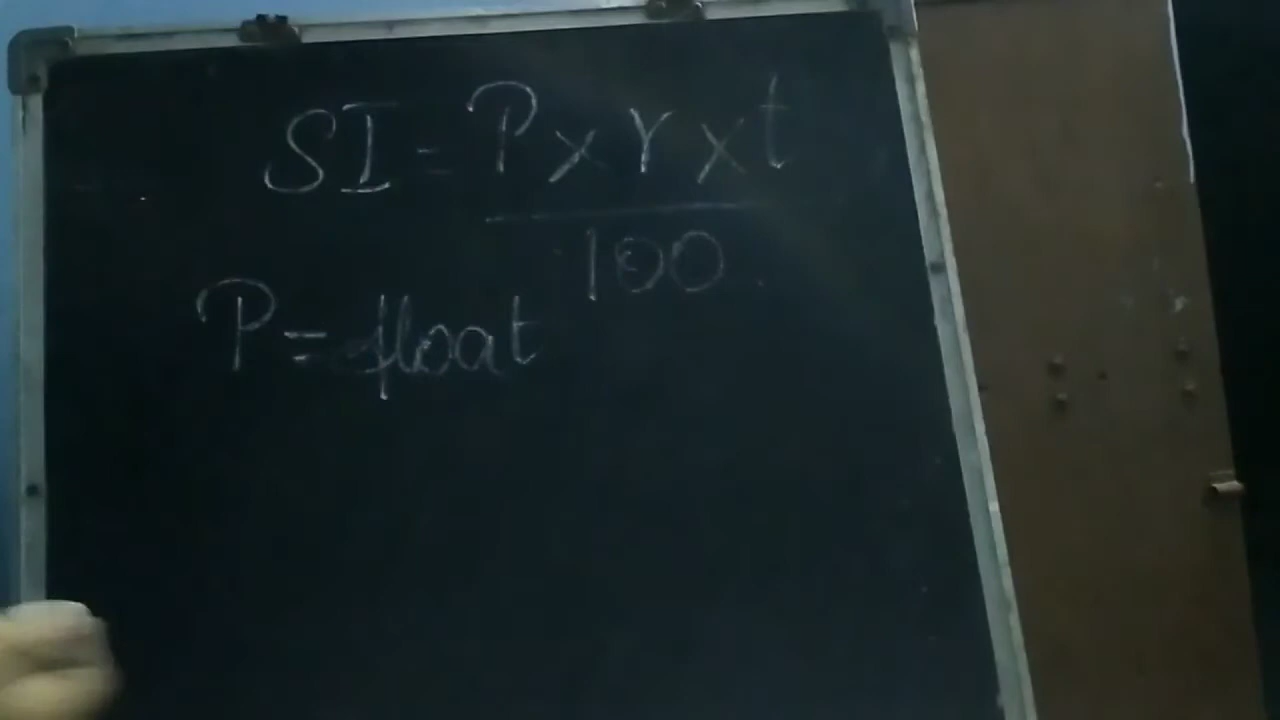 SI = P x r x t
100
P = float